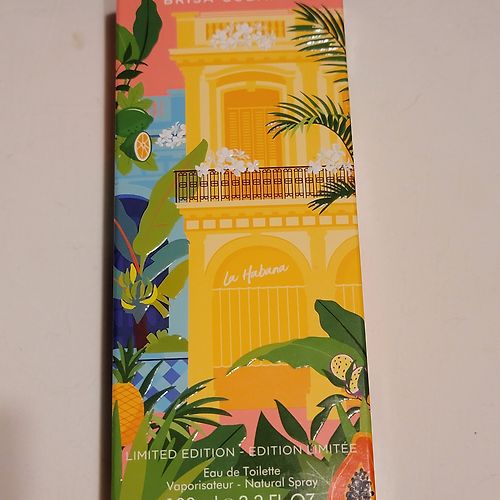 La Habana
LIMITED EDITION - EDITION LIMITÉE
Eau de Toilette
Vaporisateur - Natural Spray